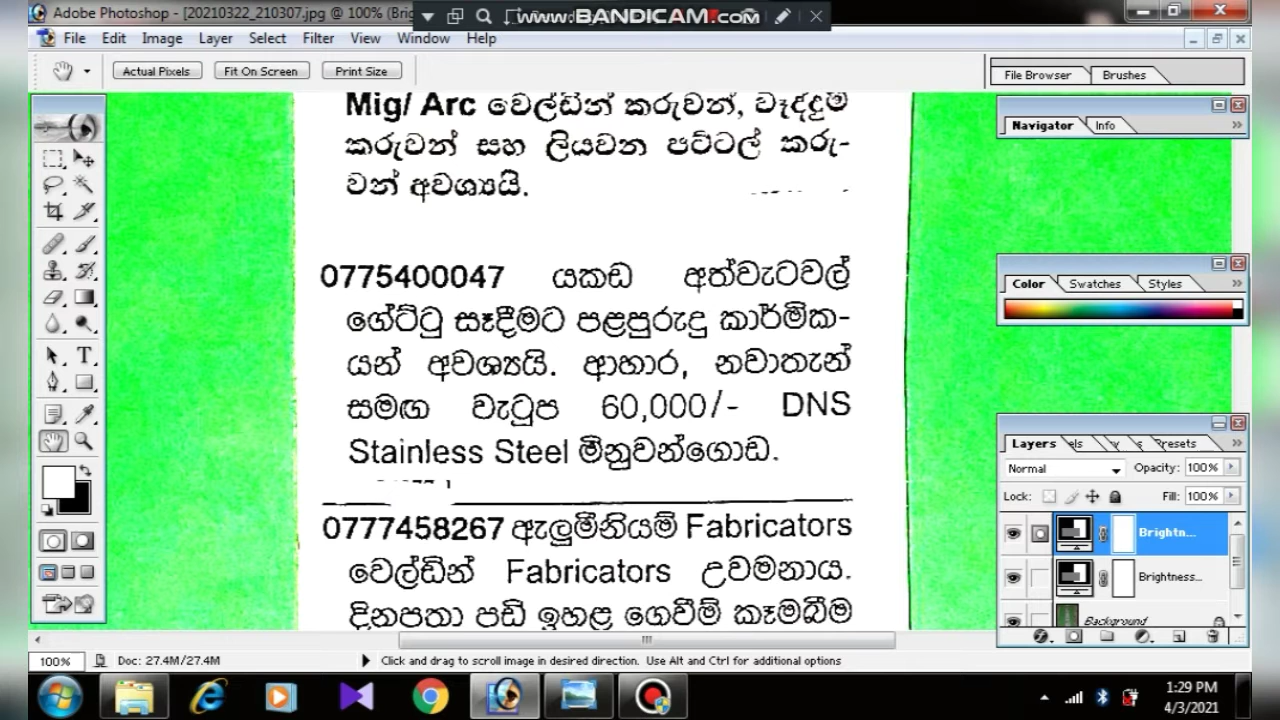 Adobe Photoshop - [20210322_210307.jpg @ 100% (Bri
www.BANDICAM.com
File Edit Image Layer Select Filter View Window Help
Actual Pixels Fit On Screen Print Size
File Browser Brushes
Mig/ Arc වෙල්ඩින් කරුවන්, වෑද්දුම්
කරුවන් සහ ලියවන පට්ටල් කරු-
වන් අවශ්‍යයි.
0775400047 යකඩ අත්වැටවල්
ගේට්ටු සෑදීමට පළපුරුදු කාර්මික-
යන් අවශ්‍යයි. ආහාර, නවාතැන්
සමඟ වැටුප 60,000/- DNS
Stainless Steel මීනුවන්ගොඩ.
0777458267 ඇලුමීනියම් Fabricators
වෙල්ඩින් Fabricators උවමනාය.
දිනපතා පඩි ඉහළ ගෙවීම් කෑමබීම
Navigator Info
Color Swatches Styles
Layers els s Presets
Normal Opacity: 100%
Lock: Fill: 100%
Brightn...
Brightness...
Background
100% Doc: 27.4M/27.4M Click and drag to scroll image in desired direction. Use Alt and Ctrl for additional options
1:29 PM
4/3/2021